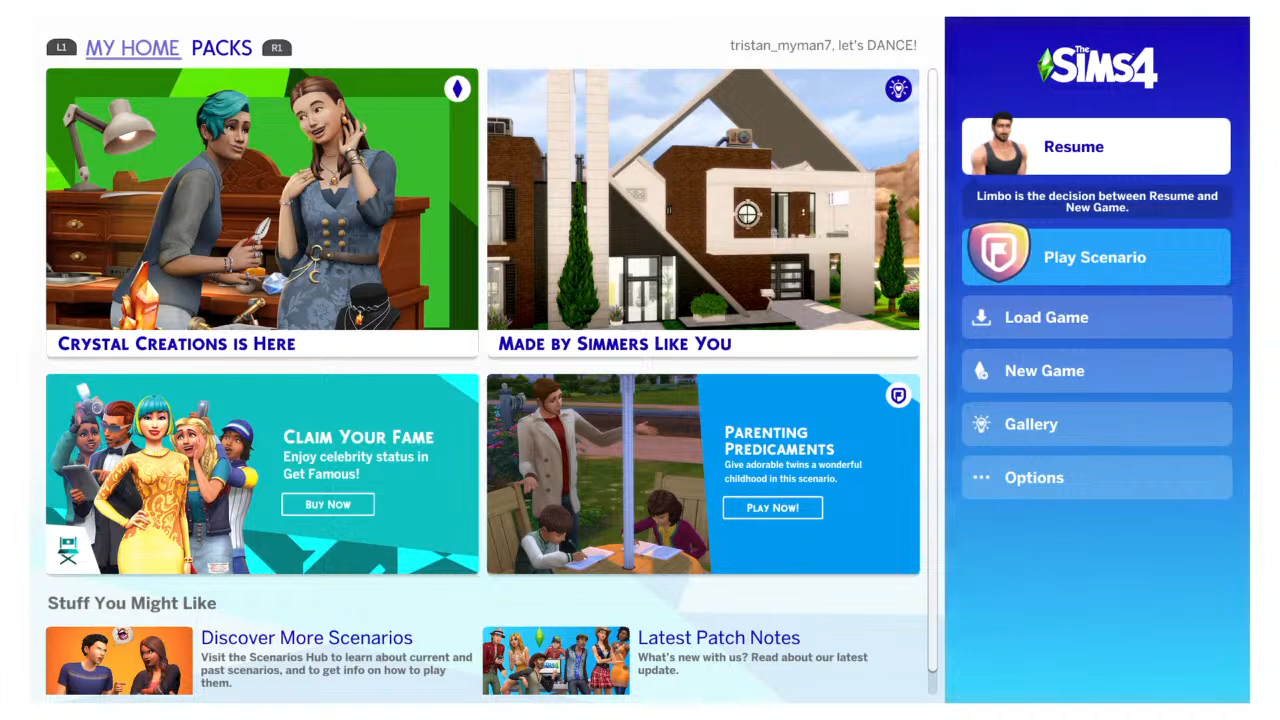 L1 MY HOME PACKS R1
tristan_myman7, let's DANCE!
CRYSTAL CREATIONS IS HERE
MADE BY SIMMERS LIKE YOU
CLAIM YOUR FAME
Enjoy celebrity status in
Get Famous!
BUY NOW
PARENTING
PREDICAMENTS
Give adorable twins a wonderful
childhood in this scenario.
PLAY NOW!
Stuff You Might Like
Discover More Scenarios
Visit the Scenarios Hub to learn about current and
past scenarios, and to get info on how to play
them.
Latest Patch Notes
What's new with us? Read about our latest
update.
The SIMS 4
Resume
Limbo is the decision between Resume and
New Game.
Play Scenario
Load Game
New Game
Gallery
Options